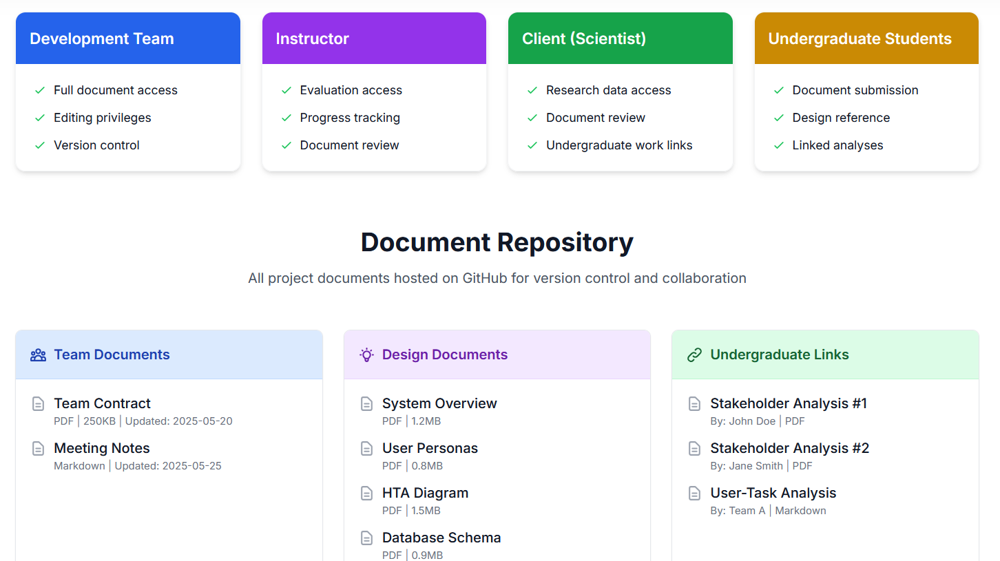 Development Team
Full document access
Editing privileges
Version control
Instructor
Evaluation access
Progress tracking
Document review
Client (Scientist)
Research data access
Document review
Undergraduate work links
Undergraduate Students
Document submission
Design reference
Linked analyses
Document Repository
All project documents hosted on GitHub for version control and collaboration
Team Documents
Team Contract
PDF | 250KB | Updated: 2025-05-20
Meeting Notes
Markdown | Updated: 2025-05-25
Design Documents
System Overview
PDF | 1.2MB
User Personas
PDF | 0.8MB
HTA Diagram
PDF | 1.5MB
Database Schema
PDF | 0.9MB
Undergraduate Links
Stakeholder Analysis #1
By: John Doe | PDF
Stakeholder Analysis #2
By: Jane Smith | PDF
User-Task Analysis
By: Team A | Markdown